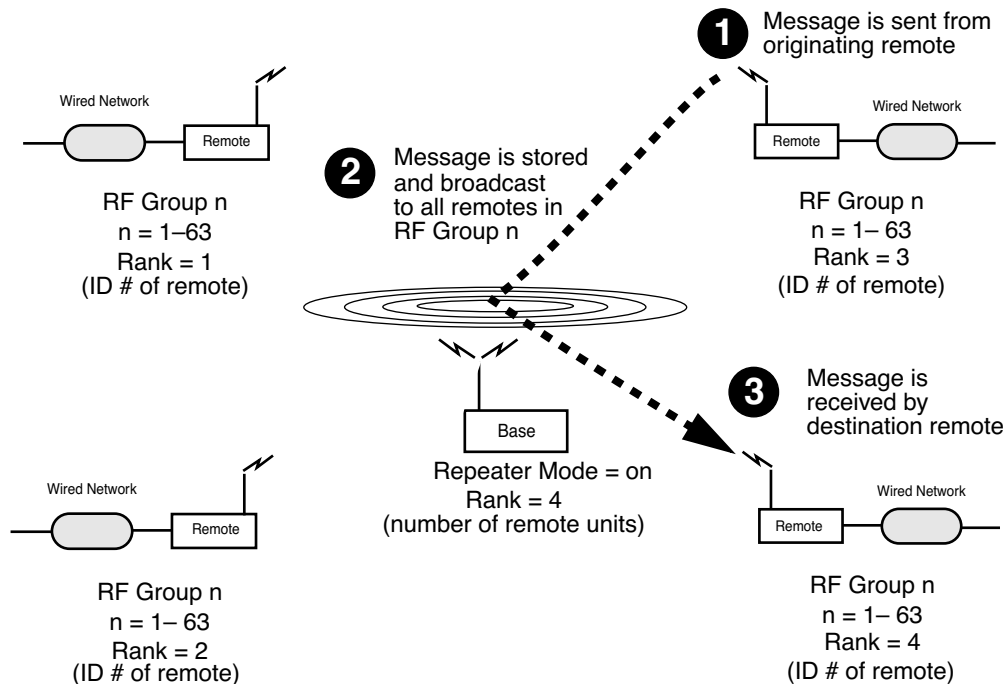 1
Message is sent from
originating remote
Wired Network
Remote
RF Group n
n = 1–63
Rank = 1
(ID # of remote)
2
Message is stored
and broadcast
to all remotes in
RF Group n
Wired Network
Remote
RF Group n
n = 1– 63
Rank = 3
(ID # of remote)
3
Message is
received by
destination remote
Base
Repeater Mode = on
Rank = 4
(number of remote units)
Wired Network
Remote
RF Group n
n = 1– 63
Rank = 2
(ID # of remote)
Wired Network
Remote
RF Group n
n = 1– 63
Rank = 4
(ID # of remote)